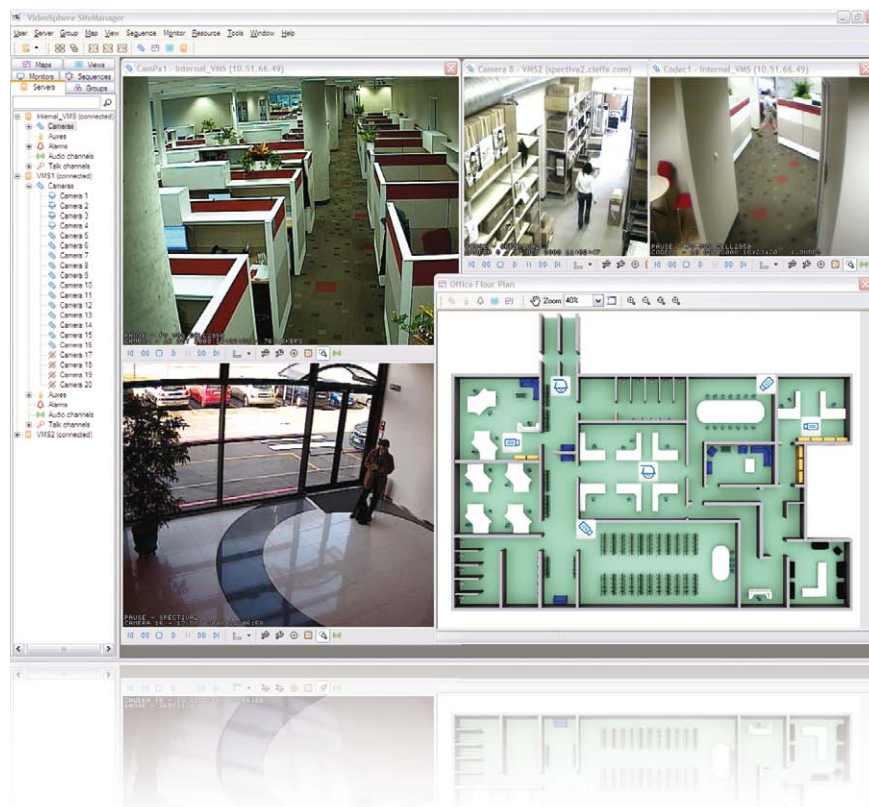 VideoSphere SiteManager
User Server Group Map View Sequence Monitor Resource Tools Window Help
Maps Views
Monitors Sequences
Servers Groups
Internal_VMS (connected)
Cameras
Auxes
Alarms
Audio channels
Talk channels
VMS1 (connected)
Cameras
Camera 1
Camera 2
Camera 3
Camera 4
Camera 5
Camera 6
Camera 7
Camera 8
Camera 9
Camera 10
Camera 11
Camera 12
Camera 13
Camera 14
Camera 15
Camera 16
Camera 17
Camera 18
Camera 19
Camera 20
Auxes
Alarms
Audio channels
Talk channels
VMS2 (connected)
CamPx1 - Internal_VMS (10.51.66.49)
Camera 8 - VMS2 (spectiva2.cieffe.com)
Codec1 - Internal_VMS (10.51.66.49)
Office Floor Plan
Zoom: 40%
PAUSE - SPECTIVA2